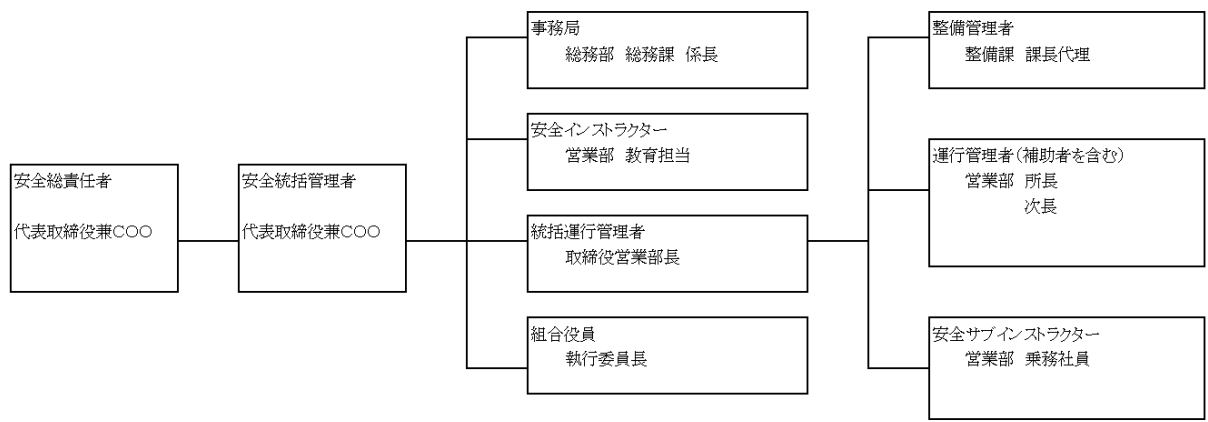 安全総責任者
代表取締役兼COO
安全統括管理者
代表取締役兼COO
事務局
総務部 総務課 係長
安全インストラクター
営業部 教育担当
統括運行管理者
取締役営業部長
組合役員
執行委員長
整備管理者
整備課 課長代理
運行管理者(補助者を含む)
営業部 所長
次長
安全サブインストラクター
営業部 乗務社員